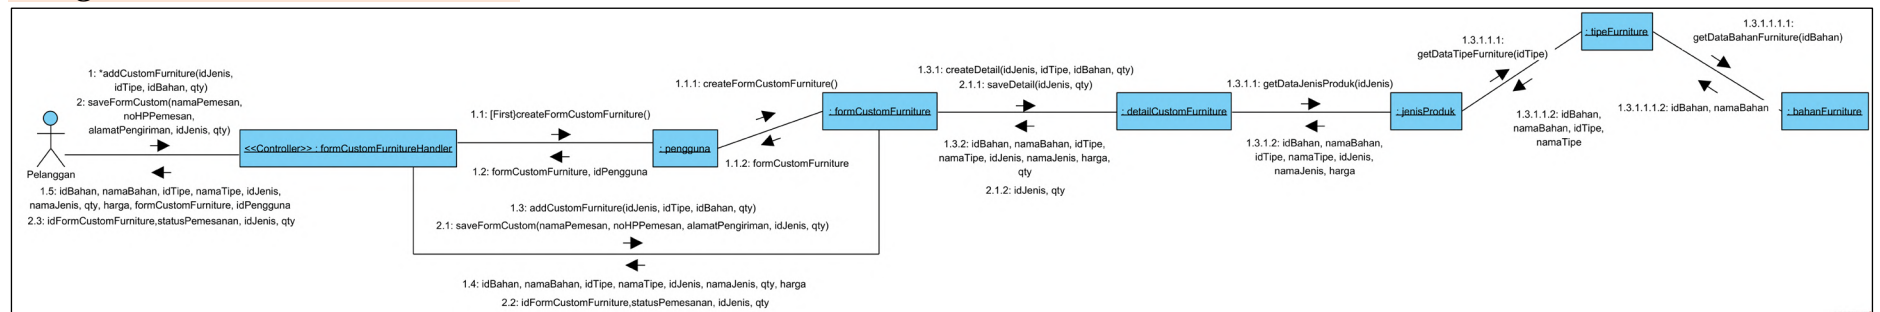 1: *addCustomFurniture(idJenis,
idTipe, idBahan, qty)
2: saveFormCustom(namaPemesan,
noHPPemesan,
alamatPengiriman, idJenis, qty)
Pelanggan
1.5: idBahan, namaBahan, idTipe, namaTipe, idJenis,
namaJenis, qty, harga, formCustomFurniture, idPengguna
2.3: idFormCustomFurniture,statusPemesanan, idJenis, qty
<<Controller>> : formCustomFurnitureHandler
1.1: [First]createFormCustomFurniture()
1.2: formCustomFurniture, idPengguna
: pengguna
1.3: addCustomFurniture(idJenis, idTipe, idBahan, qty)
2.1: saveFormCustom(namaPemesan, noHPPemesan, alamatPengiriman, idJenis, qty)
1.4: idBahan, namaBahan, idTipe, namaTipe, idJenis, namaJenis, qty, harga
2.2: idFormCustomFurniture,statusPemesanan, idJenis, qty
1.1.1: createFormCustomFurniture()
1.1.2: formCustomFurniture
: formCustomFurniture
1.3.1: createDetail(idJenis, idTipe, idBahan, qty)
2.1.1: saveDetail(idJenis, qty)
1.3.2: idBahan, namaBahan, idTipe,
namaTipe, idJenis, namaJenis, harga,
qty
2.1.2: idJenis, qty
: detailCustomFurniture
1.3.1.1: getDataJenisProduk(idJenis)
1.3.1.2: idBahan, namaBahan,
idTipe, namaTipe, idJenis,
namaJenis, harga
: jenisProduk
1.3.1.1.1:
getDataTipeFurniture(idTipe)
1.3.1.1.2: idBahan,
namaBahan, idTipe,
namaTipe
: tipeFurniture
1.3.1.1.1.1:
getDataBahanFurniture(idBahan)
1.3.1.1.1.2: idBahan, namaBahan
: bahanFurniture